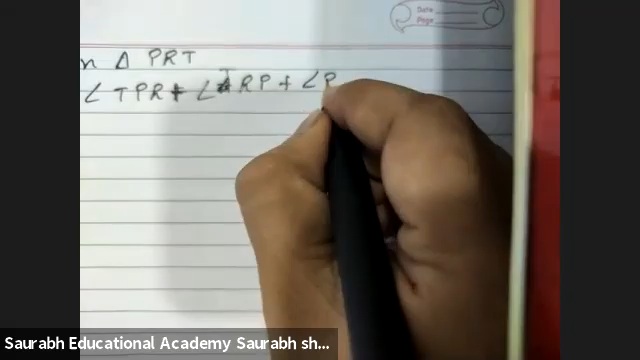 Date
Page
n Δ PRT
∠ TPR + ∠ TRP + ∠P
Saurabh Educational Academy Saurabh sh...